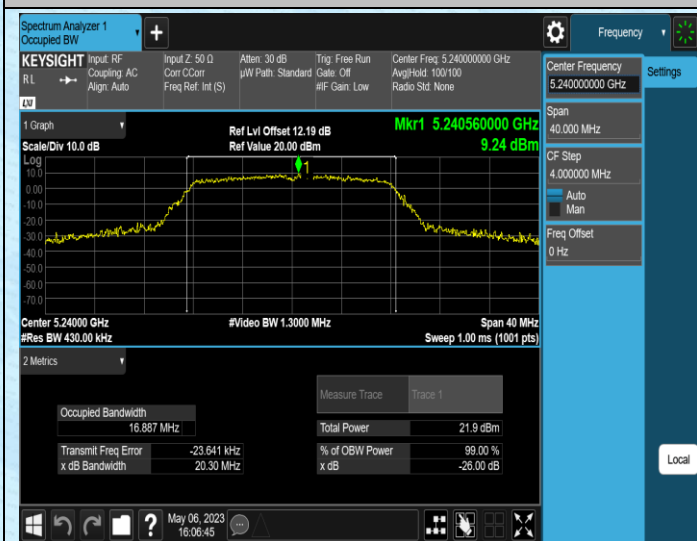 Spectrum Analyzer 1
Occupied BW
+
Frequency
KEYSIGHT
R L
LXI
Input: RF
Coupling: AC
Align: Auto
Input Z: 50 Ω
Corr CCorr
Freq Ref: Int (S)
Atten: 30 dB
µW Path: Standard
Trig: Free Run
Gate: Off
#IF Gain: Low
Center Freq: 5.240000000 GHz
Avg|Hold: 100/100
Radio Std: None
Center Frequency
5.240000000 GHz
Settings
Span
40.000 MHz
CF Step
4.000000 MHz
Auto
Man
Freq Offset
0 Hz
Local
1 Graph
Scale/Div 10.0 dB
Ref Lvl Offset 12.19 dB
Ref Value 20.00 dBm
Mkr1 5.240560000 GHz
9.24 dBm
Log
10.0
0.00
-10.0
-20.0
-30.0
-40.0
-50.0
-60.0
-70.0
1
Center 5.24000 GHz
#Res BW 430.00 kHz
#Video BW 1.3000 MHz
Span 40 MHz
Sweep 1.00 ms (1001 pts)
2 Metrics
Measure Trace
Trace 1
Occupied Bandwidth
16.887 MHz
Total Power
21.9 dBm
Transmit Freq Error
-23.641 kHz
% of OBW Power
99.00 %
x dB Bandwidth
20.30 MHz
x dB
-26.00 dB
?
May 06, 2023
16:06:45